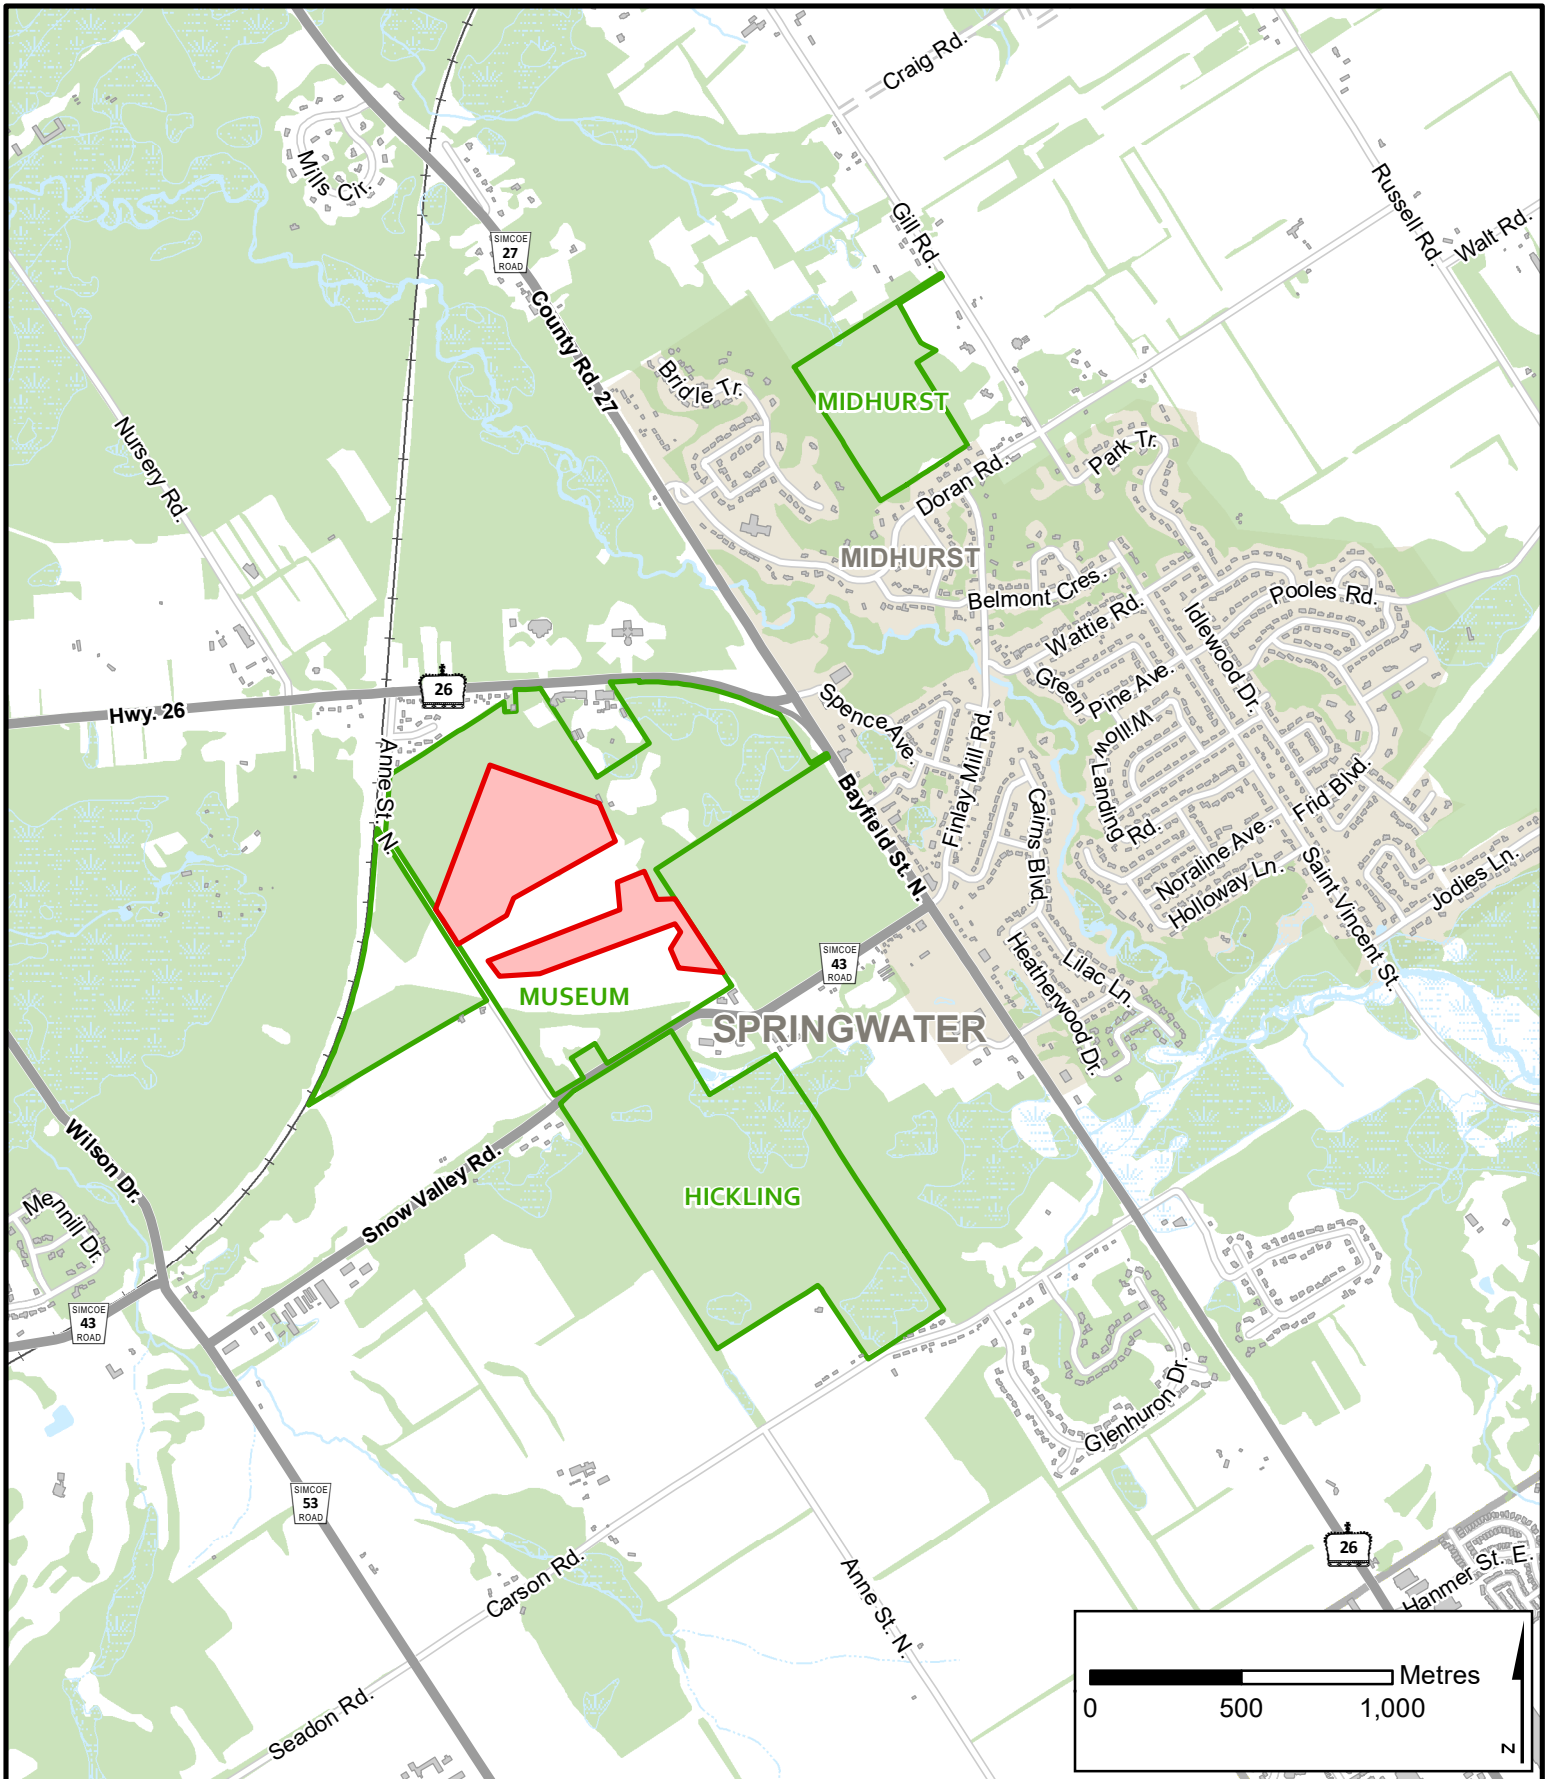 Craig Rd.
Mills Cir.
Gill Rd.
Russell Rd.
Walt Rd.
SIMCOE
27
ROAD
County Rd. 27
Bridle Tr.
MIDHURST
Nursery Rd.
Park Tr.
Doran Rd.
MIDHURST
Belmont Cres.
Pooles Rd.
Wattie Rd.
Idlewood Dr.
26
Hwy. 26
Green Pine Ave.
Spence Ave.
Willow Landing Rd.
Finlay Mill Rd.
Anne St. N.
Bayfield St. N.
Cairns Blvd.
Frid Blvd.
Noraline Ave.
Holloway Ln.
Saint Vincent St.
Jodies Ln.
SIMCOE
43
ROAD
Lilac Ln.
Heatherwood Dr.
MUSEUM
SPRINGWATER
Wilson Dr.
Snow Valley Rd.
HICKLING
Mennill Dr.
SIMCOE
43
ROAD
Glenhuron Dr.
SIMCOE
53
ROAD
26
Hanmer St. E.
Carson Rd.
Anne St. N.
Seadon Rd.
Metres
0 500 1,000
N